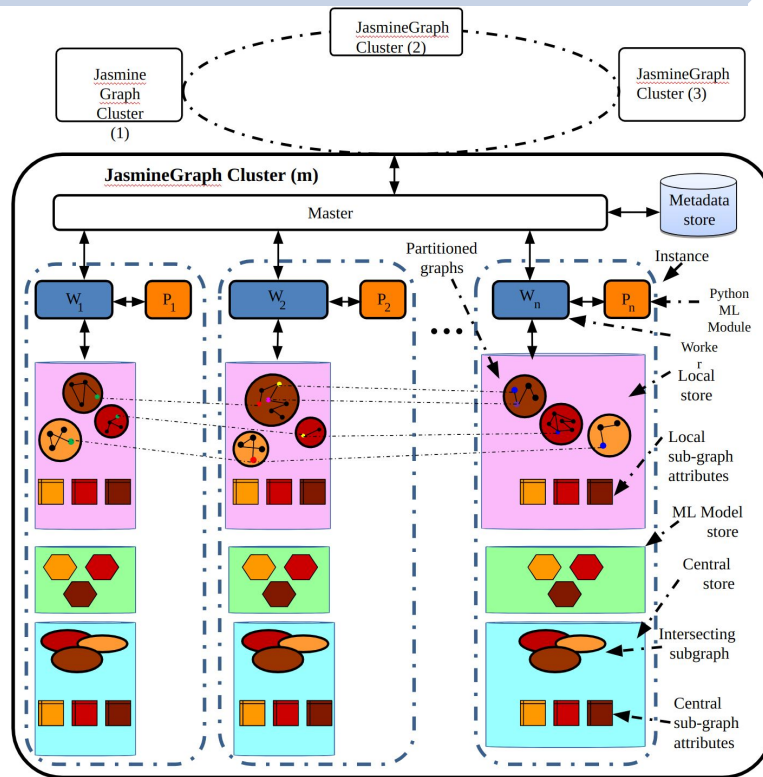 JasmineGraph
Cluster (2)
Jasmine
Graph
Cluster
(1)
JasmineGraph
Cluster (3)
JasmineGraph Cluster (m)
Master
Metadata
store
Partitioned
graphs
Instance
W1
P1
W2
P2
Wn
Pn
Python
ML
Module
Worke
r
Local
store
Local
sub-graph
attributes
ML Model
store
Central
store
Intersecting
subgraph
Central
sub-graph
attributes